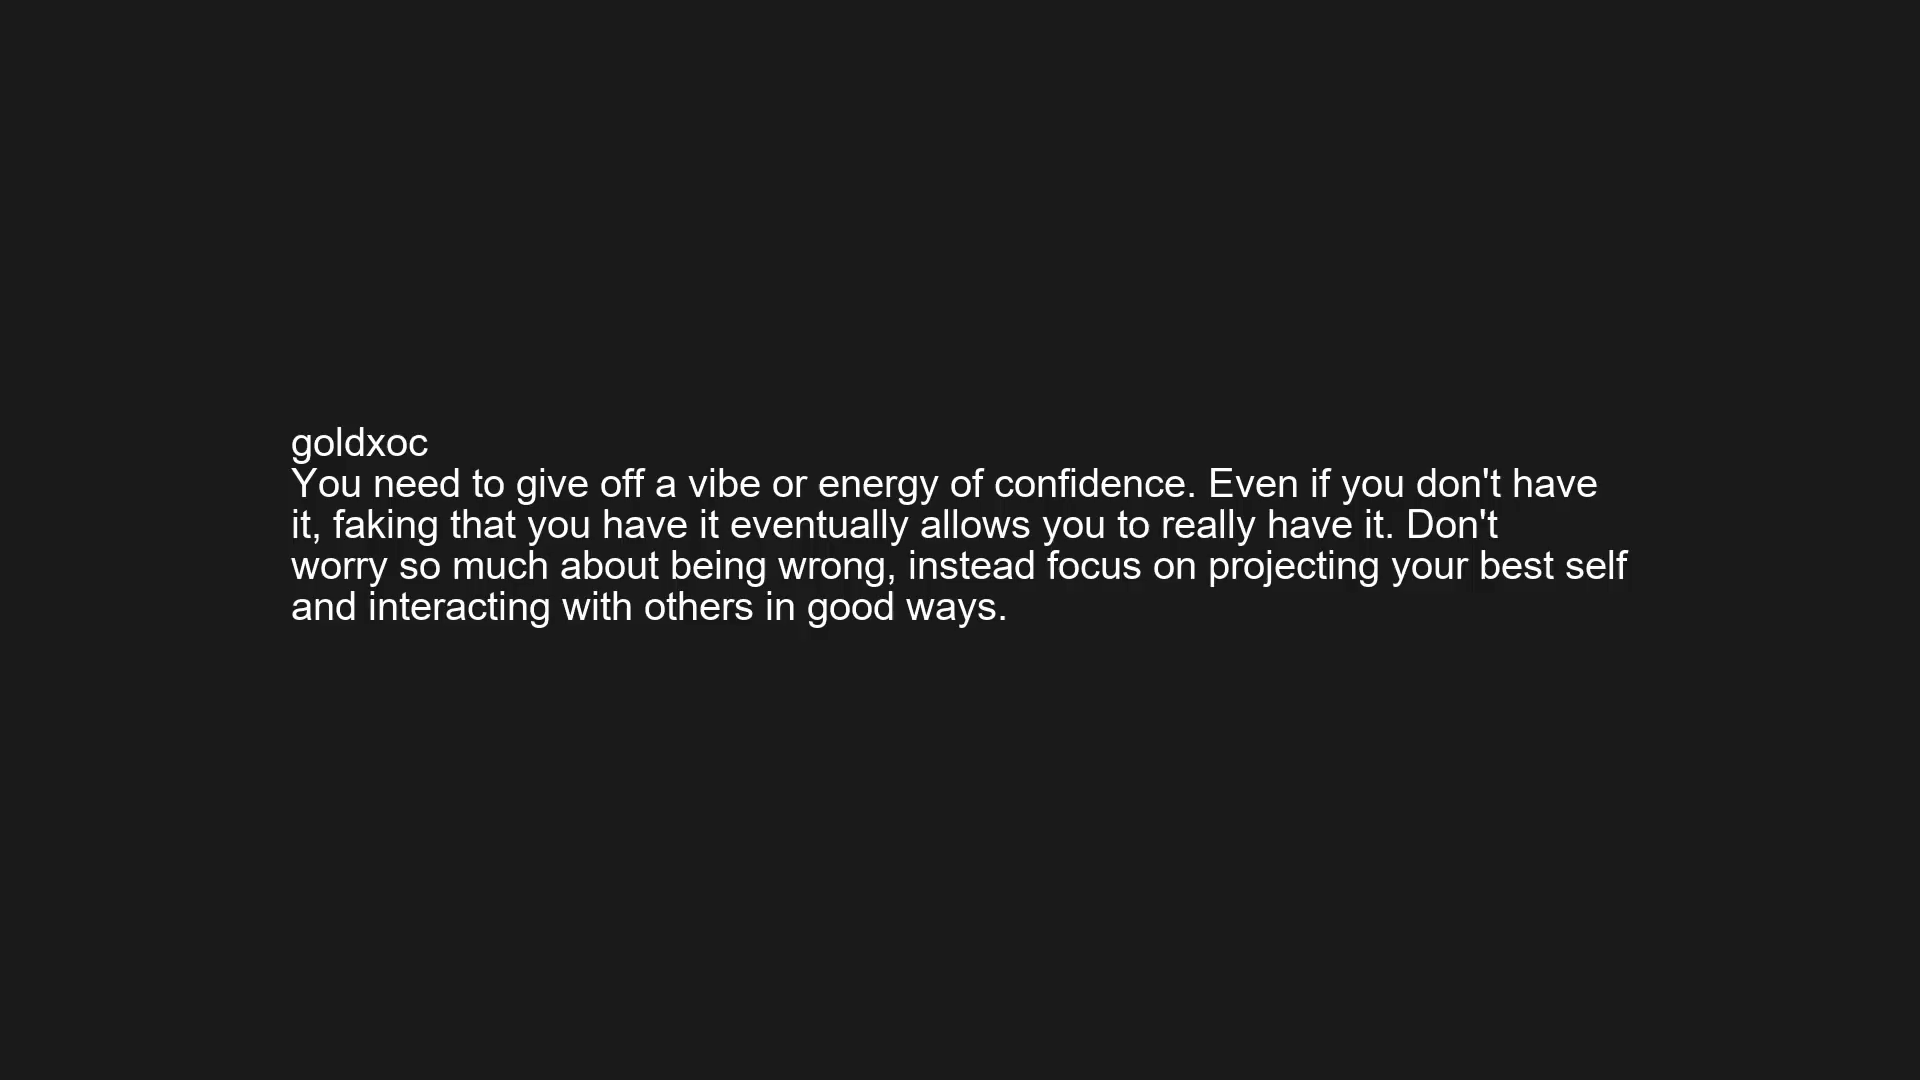 goldxoc
You need to give off a vibe or energy of confidence. Even if you don't have
it, faking that you have it eventually allows you to really have it. Don't
worry so much about being wrong, instead focus on projecting your best self
and interacting with others in good ways.